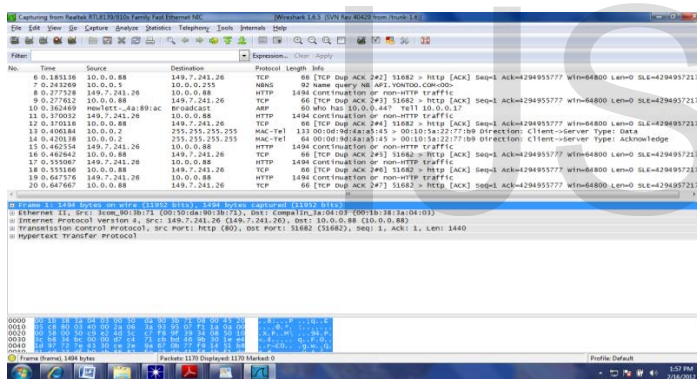 Capturing from Realtek RTL8139/810x Family Fast Ethernet NIC [Wireshark 1.6.5 (SVN Rev 40429 from /trunk-1.6)]
File Edit View Go Capture Analyze Statistics Telephony Tools Internals Help
Filter: Expression... Clear Apply
No. Time Source Destination Protocol Length Info
6 0.185136 10.0.0.88 149.7.241.26 TCP 66 [TCP Dup ACK 2#2] 51682 > http [ACK] Seq=1 Ack=4294955777 Win=64800 Len=0 SLE=429495721
7 0.243269 10.0.0.5 10.0.0.255 NBNS 92 Name query NB API.YONTOO.COM<00>
8 0.277528 149.7.241.26 10.0.0.88 HTTP 1494 Continuation or non-HTTP traffic
9 0.277612 10.0.0.88 149.7.241.26 TCP 66 [TCP Dup ACK 2#3] 51682 > http [ACK] Seq=1 Ack=4294955777 Win=64800 Len=0 SLE=429495721
10 0.362469 Hewlett-_4a:89:ac Broadcast ARP 60 who has 10.0.0.44? Tell 10.0.0.17
11 0.370032 149.7.241.26 10.0.0.88 HTTP 1494 Continuation or non-HTTP traffic
12 0.370118 10.0.0.88 149.7.241.26 TCP 66 [TCP Dup ACK 2#4] 51682 > http [ACK] Seq=1 Ack=4294955777 Win=64800 Len=0 SLE=429495721
13 0.406184 10.0.0.2 255.255.255.255 MAC-Tel 133 00:0d:9d:4a:a5:45 > 00:10:5a:22:77:b9 Direction: Client->Server Type: Data
14 0.420138 10.0.0.2 255.255.255.255 MAC-Tel 64 00:0d:9d:4a:a5:45 > 00:10:5a:22:77:b9 Direction: Client->Server Type: Acknowledge
15 0.462554 149.7.241.26 10.0.0.88 HTTP 1494 Continuation or non-HTTP traffic
16 0.462642 10.0.0.88 149.7.241.26 TCP 66 [TCP Dup ACK 2#5] 51682 > http [ACK] Seq=1 Ack=4294955777 Win=64800 Len=0 SLE=429495721
17 0.555067 149.7.241.26 10.0.0.88 HTTP 1494 Continuation or non-HTTP traffic
18 0.555166 10.0.0.88 149.7.241.26 TCP 66 [TCP Dup ACK 2#6] 51682 > http [ACK] Seq=1 Ack=4294955777 Win=64800 Len=0 SLE=429495721
19 0.647576 149.7.241.26 10.0.0.88 HTTP 1494 Continuation or non-HTTP traffic
20 0.647667 10.0.0.88 149.7.241.26 TCP 66 [TCP Dup ACK 2#7] 51682 > http [ACK] Seq=1 Ack=4294955777 Win=64800 Len=0 SLE=429495721
Frame 1: 1494 bytes on wire (11952 bits), 1494 bytes captured (11952 bits)
Ethernet II, Src: 3com_90:3b:71 (00:50:da:90:3b:71), Dst: CompalIn_3a:04:03 (00:1b:38:3a:04:03)
Internet Protocol Version 4, Src: 149.7.241.26 (149.7.241.26), Dst: 10.0.0.88 (10.0.0.88)
Transmission Control Protocol, Src Port: http (80), Dst Port: 51682 (51682), Seq: 1, Ack: 1, Len: 1440
Hypertext Transfer Protocol
0000
0010
0020
0030
0040
Frame (frame), 1494 bytes Packets: 1170 Displayed: 1170 Marked: 0 Profile: Default
1:57 PM